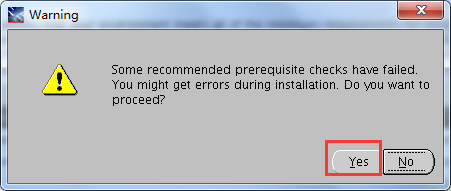 Warning
Some recommended prerequisite checks have failed.
You might get errors during installation. Do you want to
proceed?
Yes
No